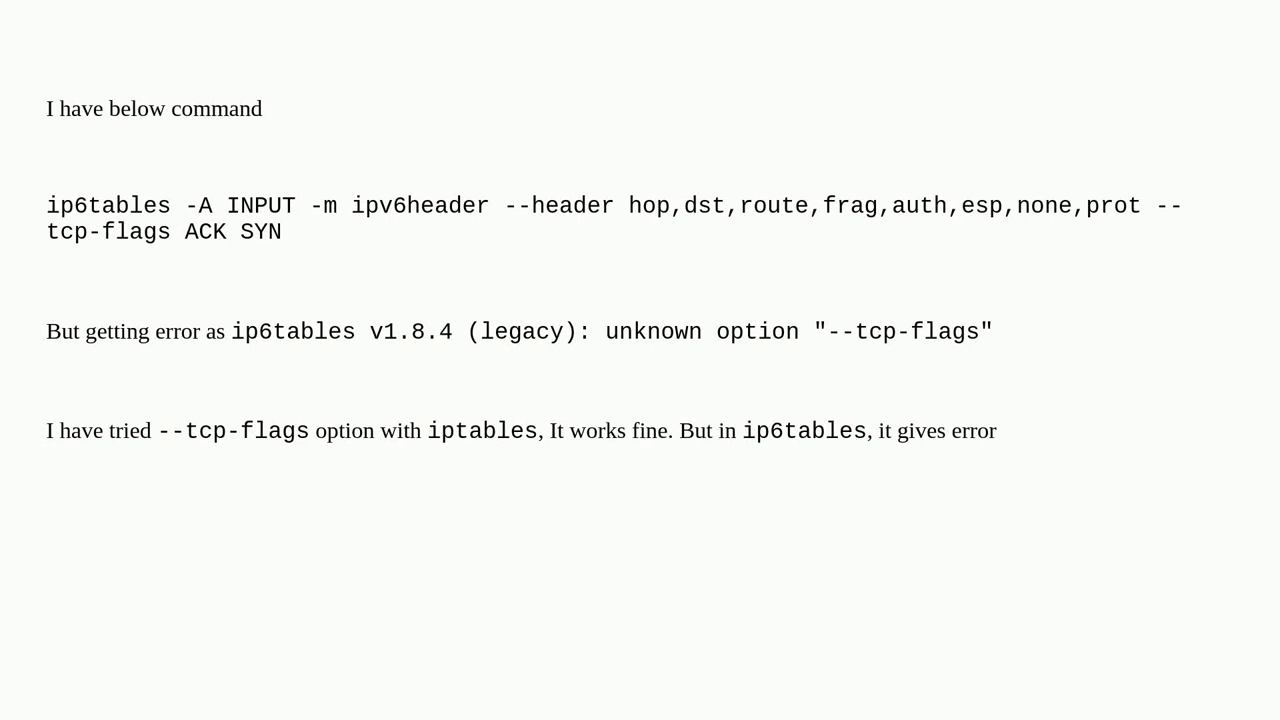 I have below command
ip6tables -A INPUT -m ipv6header --header hop,dst,route,frag,auth,esp,none,prot --
tcp-flags ACK SYN
But getting error as ip6tables v1.8.4 (legacy): unknown option "--tcp-flags"
I have tried --tcp-flags option with iptables, It works fine. But in ip6tables, it gives error